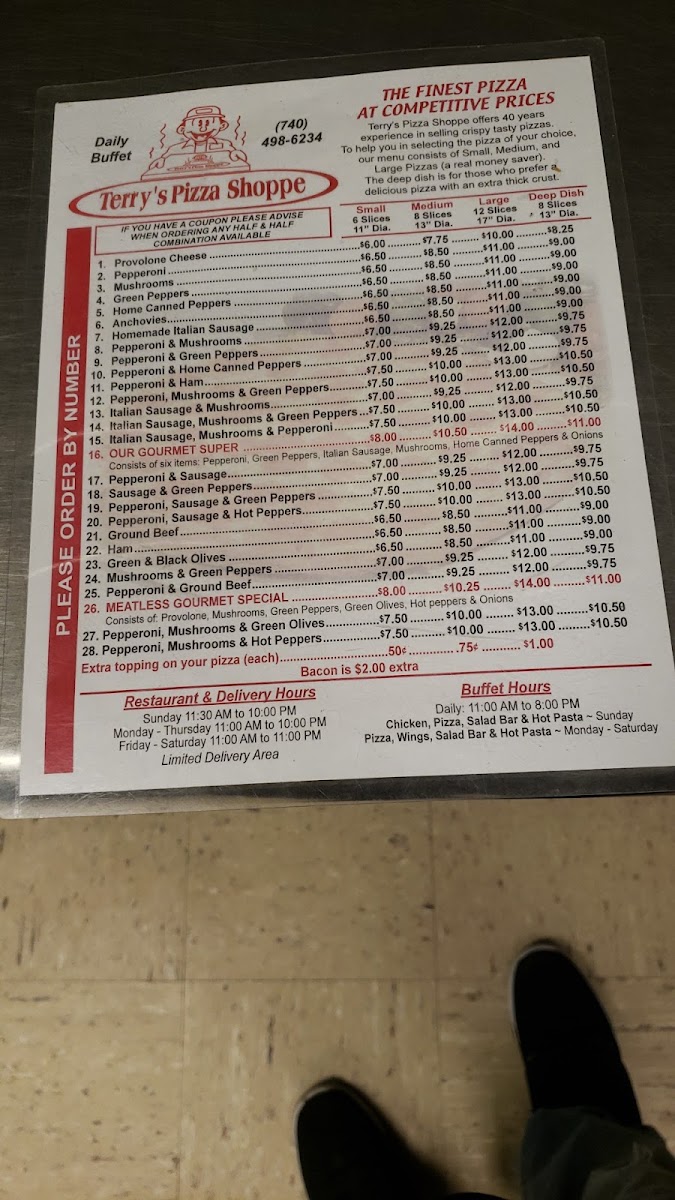 Daily
Buffet
(740)
498-6234
Terry's Pizza Shoppe
THE FINEST PIZZA
AT COMPETITIVE PRICES
Terry's Pizza Shoppe offers 40 years
experience in selling crispy tasty pizzas.
To help you in selecting the pizza of your choice,
our menu consists of Small, Medium, and
Large Pizzas (a real money saver).
The deep dish is for those who prefer a
delicious pizza with an extra thick crust.
IF YOU HAVE A COUPON PLEASE ADVISE
WHEN ORDERING ANY HALF & HALF
COMBINATION AVAILABLE
Small Medium Large Deep Dish
6 Slices 8 Slices 12 Slices 8 Slices
11" Dia. 13" Dia. 17" Dia. 13" Dia.
PLEASE ORDER BY NUMBER
1. Provolone Cheese $6.00 $7.75 $10.00 $8.25
2. Pepperoni $6.50 $8.50 $11.00 $9.00
3. Mushrooms $6.50 $8.50 $11.00 $9.00
4. Green Peppers $6.50 $8.50 $11.00 $9.00
5. Home Canned Peppers $6.50 $8.50 $11.00 $9.00
6. Anchovies $6.50 $8.50 $11.00 $9.00
7. Homemade Italian Sausage $6.50 $8.50 $11.00 $9.00
8. Pepperoni & Mushrooms $7.00 $9.25 $12.00 $9.75
9. Pepperoni & Green Peppers $7.00 $9.25 $12.00 $9.75
10. Pepperoni & Home Canned Peppers $7.00 $9.25 $12.00 $9.75
11. Pepperoni & Ham $7.50 $10.00 $13.00 $10.50
12. Pepperoni, Mushrooms & Green Peppers $7.50 $10.00 $13.00 $10.50
13. Italian Sausage & Mushrooms $7.00 $9.25 $12.00 $9.75
14. Italian Sausage, Mushrooms & Green Peppers $7.50 $10.00 $13.00 $10.50
15. Italian Sausage, Mushrooms & Pepperoni $7.50 $10.00 $13.00 $10.50
16. OUR GOURMET SUPER $8.00 $10.50 $14.00 $11.00
Consists of six items: Pepperoni, Green Peppers, Italian Sausage, Mushrooms, Home Canned Peppers & Onions
17. Pepperoni & Sausage $7.00 $9.25 $12.00 $9.75
18. Sausage & Green Peppers $7.00 $9.25 $12.00 $9.75
19. Pepperoni, Sausage & Green Peppers $7.50 $10.00 $13.00 $10.50
20. Pepperoni, Sausage & Hot Peppers $7.50 $10.00 $13.00 $10.50
21. Ground Beef $6.50 $8.50 $11.00 $9.00
22. Ham $6.50 $8.50 $11.00 $9.00
23. Green & Black Olives $6.50 $8.50 $11.00 $9.00
24. Mushrooms & Green Peppers $7.00 $9.25 $12.00 $9.75
25. Pepperoni & Ground Beef $7.00 $9.25 $12.00 $9.75
26. MEATLESS GOURMET SPECIAL $8.00 $10.25 $14.00 $11.00
Consists of: Provolone, Mushrooms, Green Peppers, Green Olives, Hot peppers & Onions
27. Pepperoni, Mushrooms & Green Olives $7.50 $10.00 $13.00 $10.50
28. Pepperoni, Mushrooms & Hot Peppers $7.50 $10.00 $13.00 $10.50
Extra topping on your pizza (each) 50¢ .75¢ $1.00
Bacon is $2.00 extra
Restaurant & Delivery Hours
Sunday 11:30 AM to 10:00 PM
Monday - Thursday 11:00 AM to 10:00 PM
Friday - Saturday 11:00 AM to 11:00 PM
Limited Delivery Area
Buffet Hours
Daily: 11:00 AM to 8:00 PM
Chicken, Pizza, Salad Bar & Hot Pasta ~ Sunday
Pizza, Wings, Salad Bar & Hot Pasta ~ Monday - Saturday